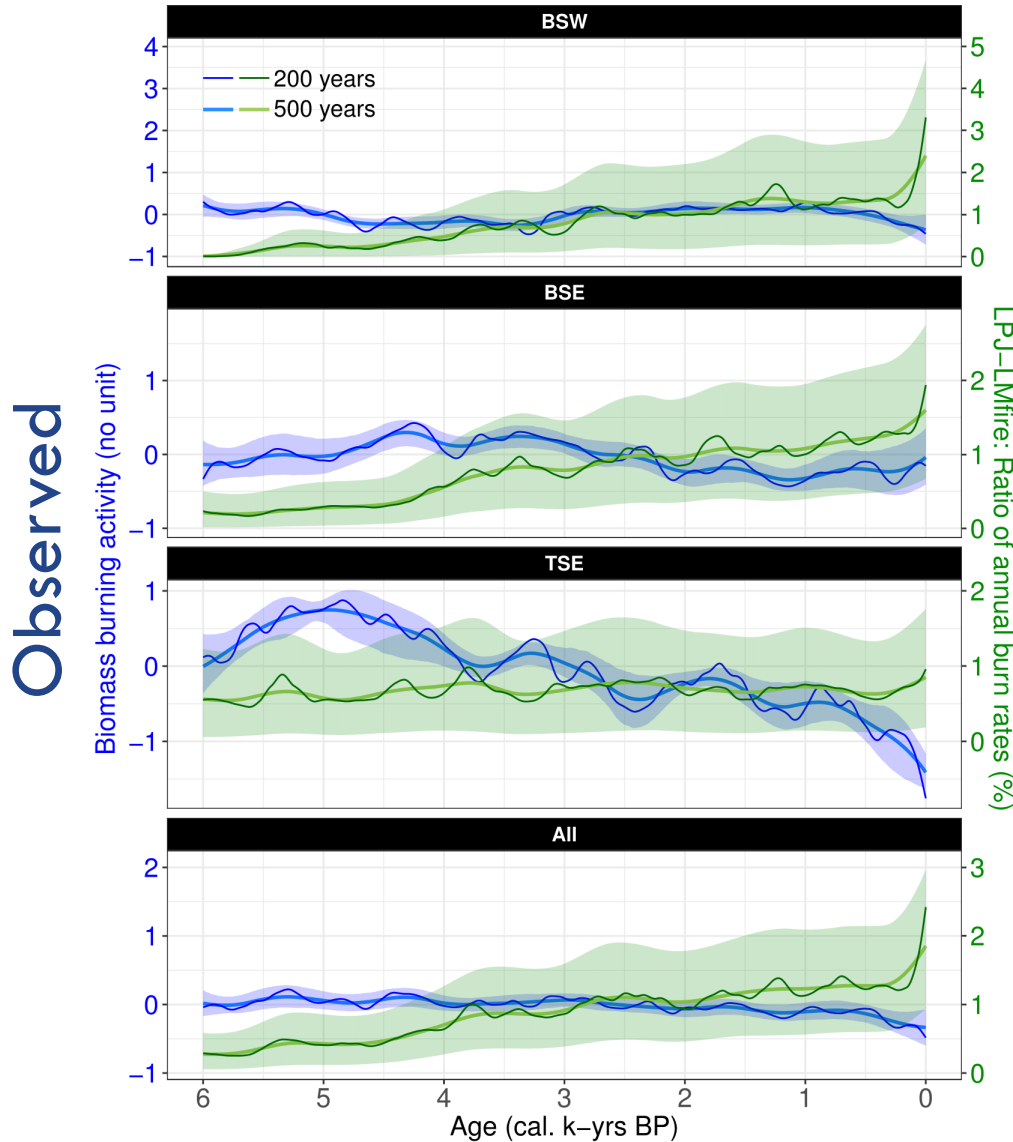 BSW
4
3
2
1
0
−1
5
4
3
2
1
0
200 years
500 years
BSE
1
0
−1
2
1
0
TSE
1
0
−1
2
1
0
All
2
1
0
−1
3
2
1
0
6 5 4 3 2 1 0
Age (cal. k−yrs BP)
Observed
Biomass burning activity (no unit)
LPJ−LMfire: Ratio of annual burn rates (%)